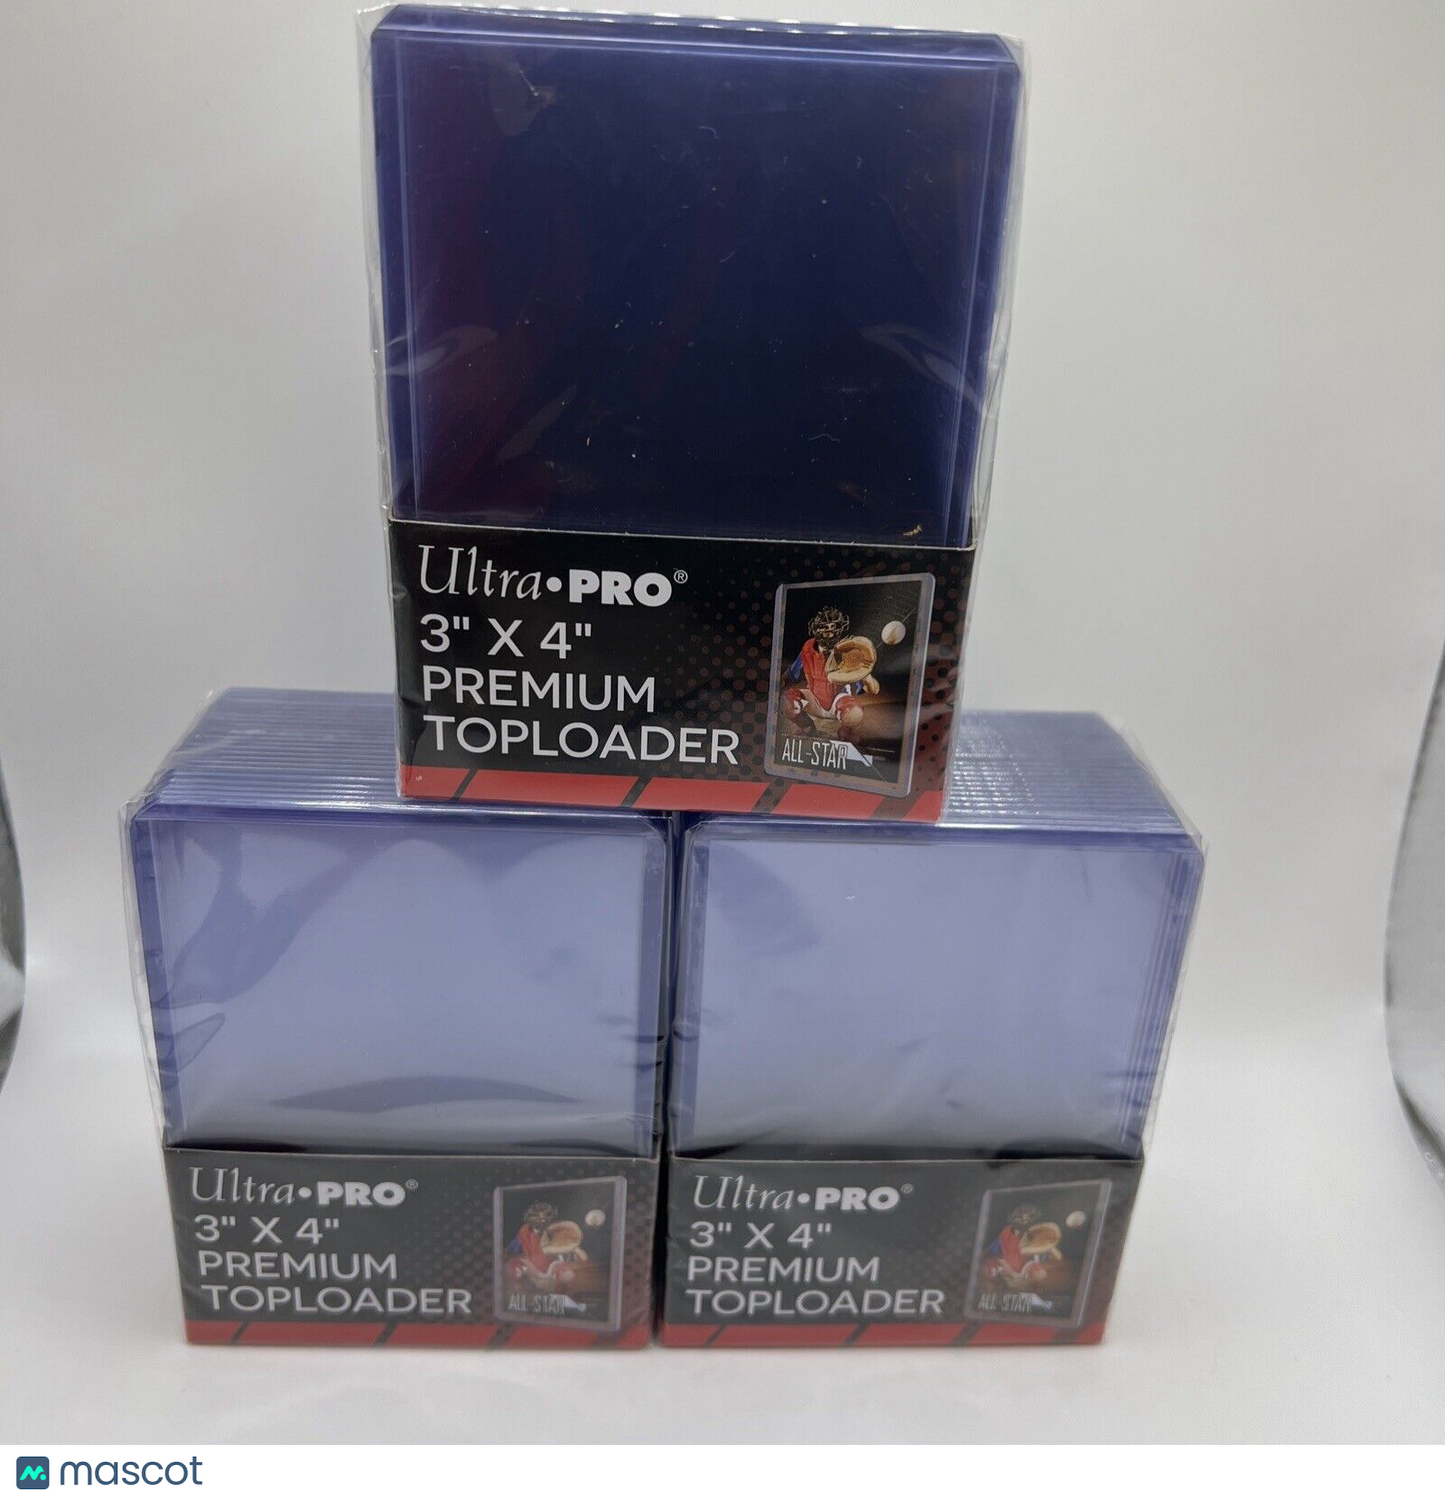 Ultra•PRO®
3" X 4"
PREMIUM
TOPLOADER
ALL-STAR
Ultra•PRO®
3" X 4"
PREMIUM
TOPLOADER
ALL-STAR
Ultra•PRO®
3" X 4"
PREMIUM
TOPLOADER
ALL-STAR
mascot